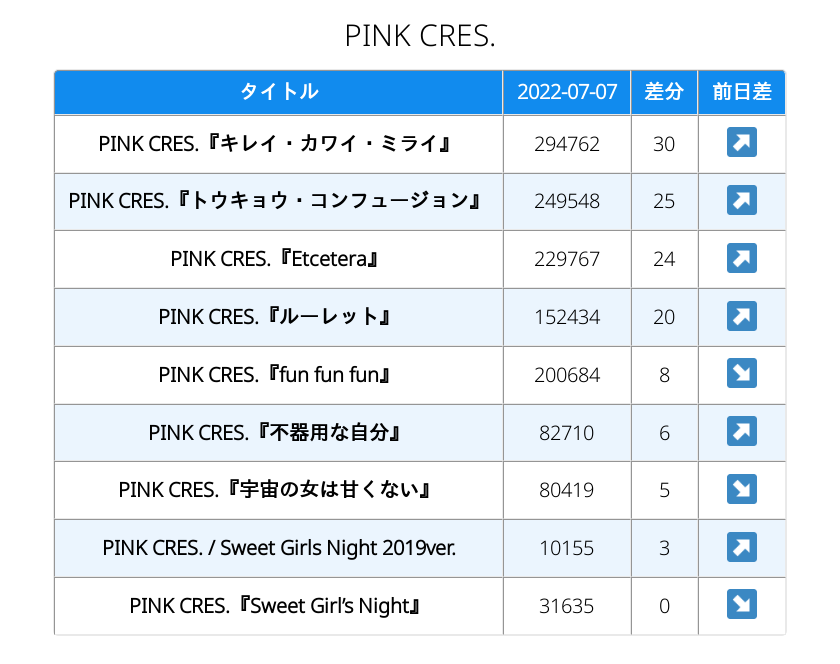 PINK CRES.
タイトル 2022-07-07 差分 前日差
PINK CRES.『キレイ・カワイ・ミライ』 294762 30 ↗
PINK CRES.『トウキョウ・コンフュージョン』 249548 25 ↗
PINK CRES.『Etcetera』 229767 24 ↗
PINK CRES.『ルーレット』 152434 20 ↗
PINK CRES.『fun fun fun』 200684 8 ↘
PINK CRES.『不器用な自分』 82710 6 ↗
PINK CRES.『宇宙の女は甘くない』 80419 5 ↘
PINK CRES. / Sweet Girls Night 2019ver. 10155 3 ↗
PINK CRES.『Sweet Girl’s Night』 31635 0 ↘